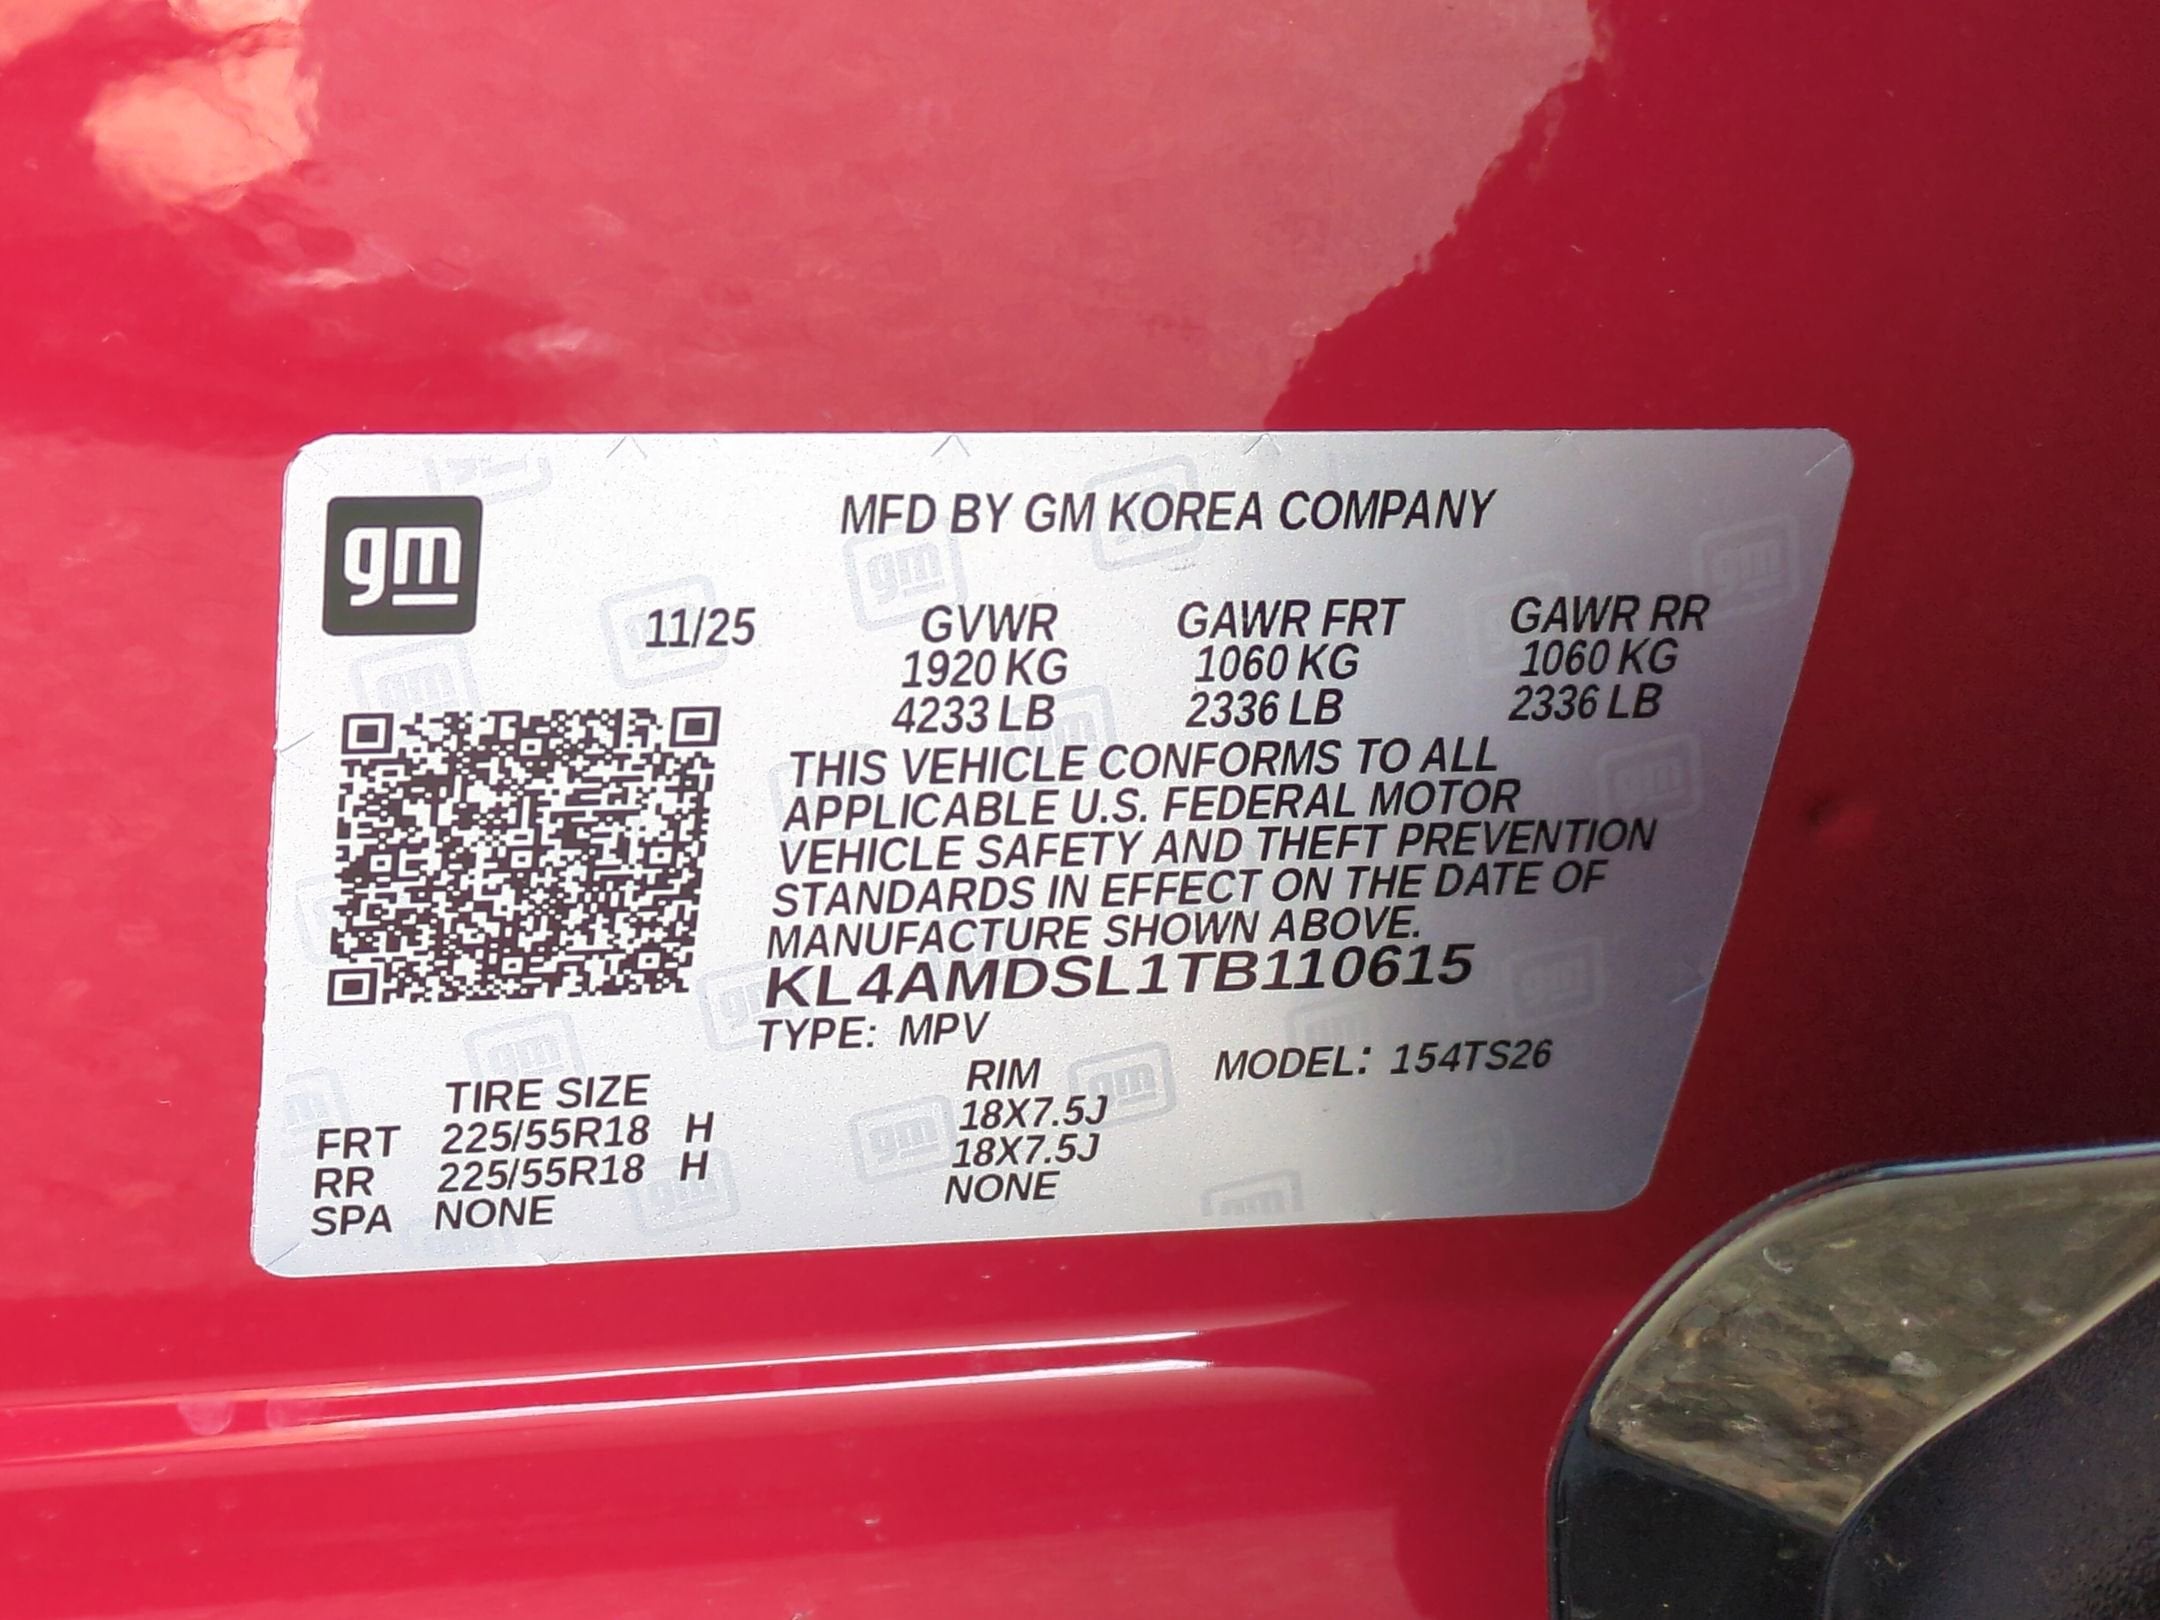 gm
MFD BY GM KOREA COMPANY
11/25 GVWR GAWR FRT GAWR RR
1920 KG 1060 KG 1060 KG
4233 LB 2336 LB 2336 LB
THIS VEHICLE CONFORMS TO ALL
APPLICABLE U.S. FEDERAL MOTOR
VEHICLE SAFETY AND THEFT PREVENTION
STANDARDS IN EFFECT ON THE DATE OF
MANUFACTURE SHOWN ABOVE.
KL4AMDSL1TB110615
TYPE: MPV
MODEL: 154TS26
TIRE SIZE RIM
FRT 225/55R18 H 18X7.5J
RR 225/55R18 H 18X7.5J
SPA NONE NONE